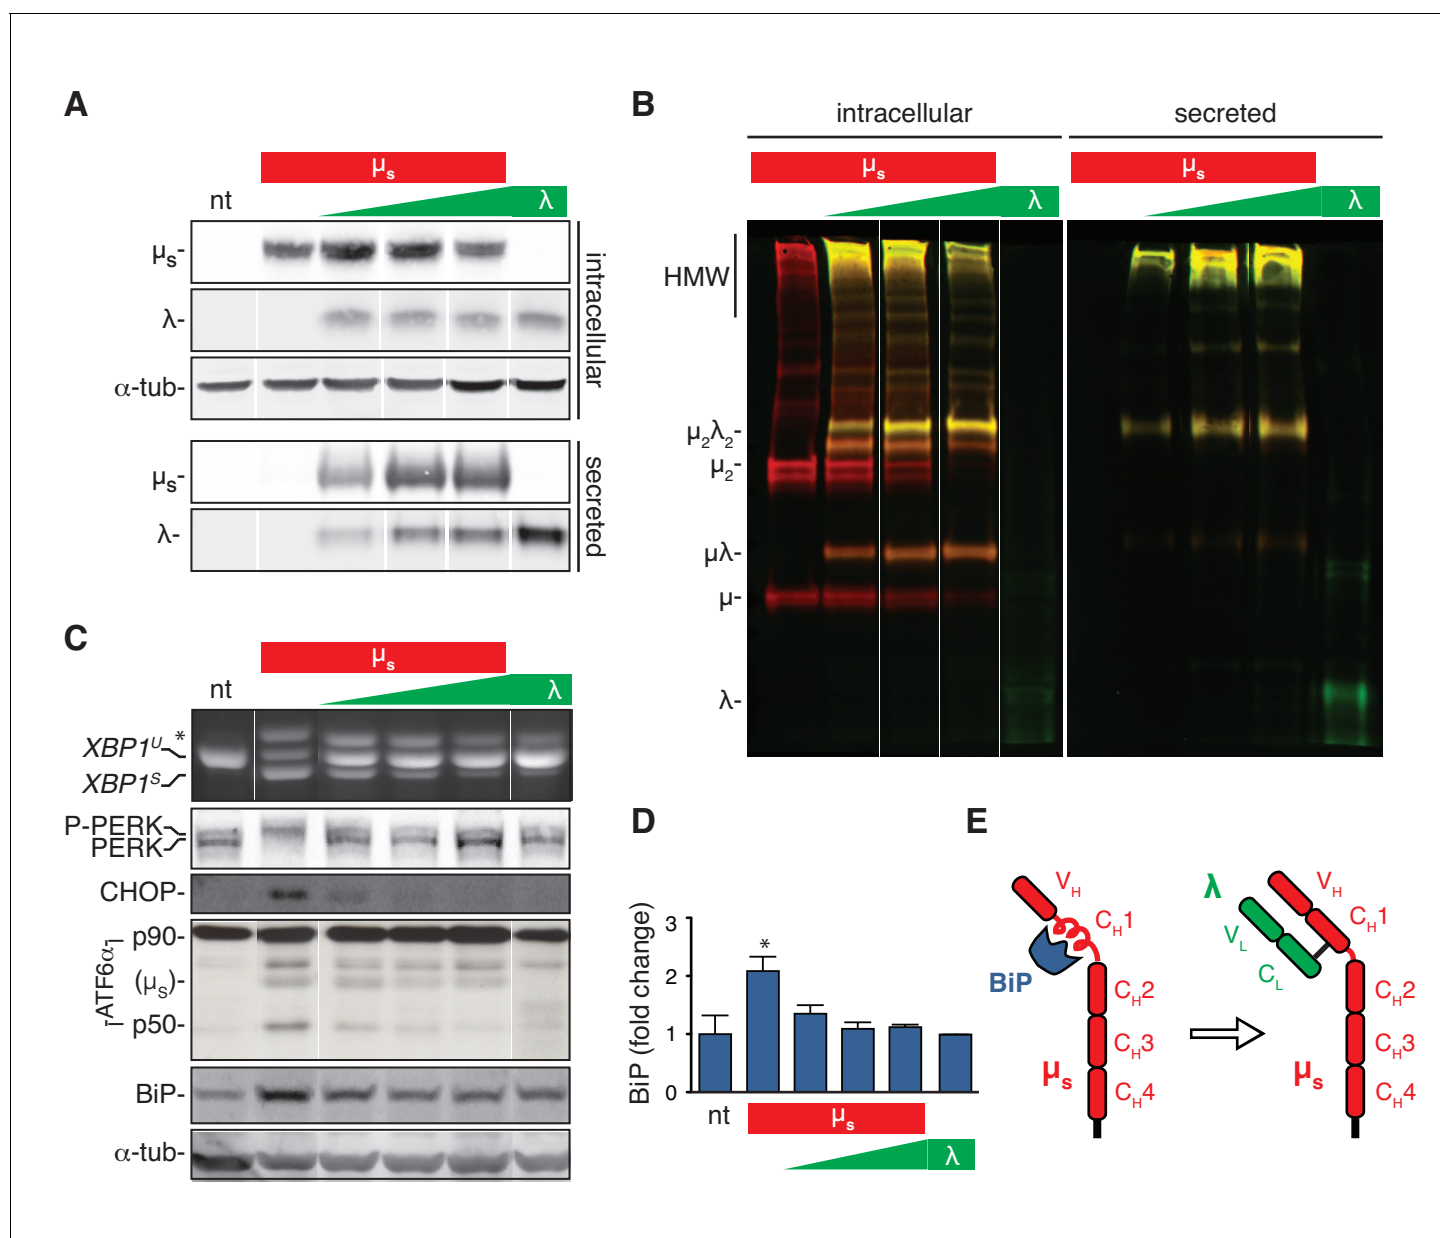 A
μs
nt
λ
μs-
λ-
α-tub-
intracellular
μs-
λ-
secreted
B
intracellular
secreted
μs
μs
λ
λ
HMW
μ2λ2-
μ2-
μλ-
μ-
λ-
C
μs
nt
λ
*
XBP1U
XBP1S
P-PERK
PERK
CHOP-
ATF6α
p90-
(μs)-
p50-
BiP-
α-tub-
D
BiP (fold change)
3
2
1
0
*
nt
μs
λ
E
VH
CH1
BiP
CH2
CH3
μs
CH4
λ
VH
CH1
VL
CL
CH2
CH3
μs
CH4